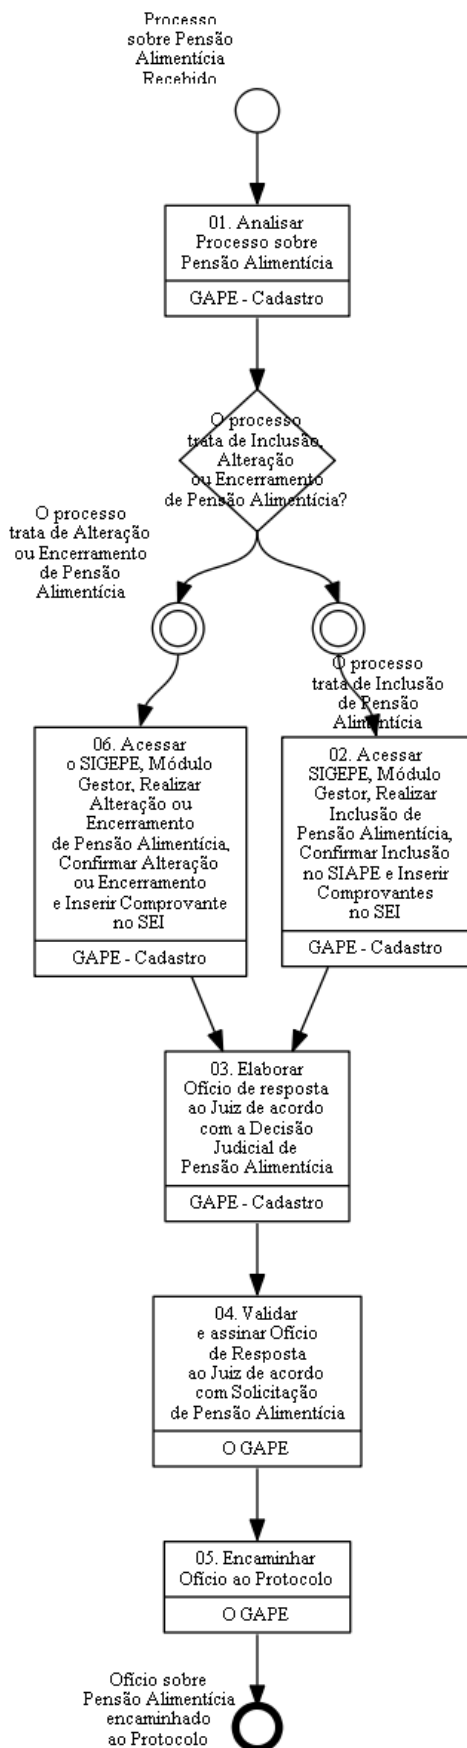 Processo
sobre Pensão
Alimentícia
Recebido
01. Analisar
Processo sobre
Pensão Alimentícia
GAPE - Cadastro
O processo
trata de Inclusão,
Alteração
ou Encerramento
de Pensão Alimentícia?
O processo
trata de Alteração
ou Encerramento
de Pensão
Alimentícia
O processo
trata de Inclusão
de Pensão
Alimentícia
06. Acessar
o SIGEPE, Módulo
Gestor, Realizar
Alteração ou
Encerramento
de Pensão Alimentícia,
Confirmar Alteração
ou Encerramento
e Inserir Comprovante
no SEI
GAPE - Cadastro
02. Acessar
SIGEPE, Módulo
Gestor, Realizar
Inclusão de
Pensão Alimentícia,
Confirmar Inclusão
no SIAPE e Inserir
Comprovantes
no SEI
GAPE - Cadastro
03. Elaborar
Ofício de resposta
ao Juiz de acordo
com a Decisão
Judicial de
Pensão Alimentícia
GAPE - Cadastro
04. Validar
e assinar Ofício
de Resposta
ao Juiz de acordo
com Solicitação
de Pensão Alimentícia
O GAPE
05. Encaminhar
Ofício ao Protocolo
O GAPE
Ofício sobre
Pensão Alimentícia
encaminhado
ao Protocolo